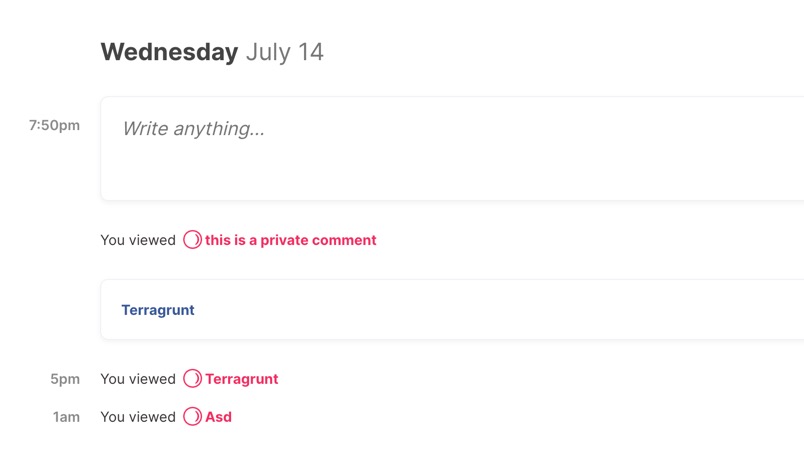 Wednesday July 14
7:50pm
Write anything...
You viewed this is a private comment
Terragrunt
5pm You viewed Terragrunt
1am You viewed Asd